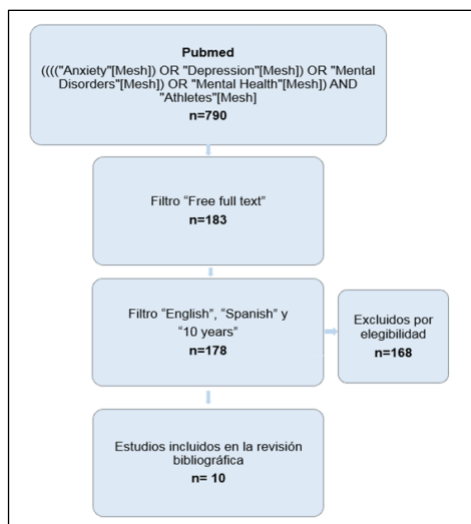 Pubmed
(((("Anxiety"[Mesh]) OR "Depression"[Mesh]) OR "Mental
Disorders"[Mesh]) OR "Mental Health"[Mesh]) AND
"Athletes"[Mesh]
n=790
Filtro “Free full text”
n=183
Filtro “English”, “Spanish” y
“10 years”
n=178
Excluidos por
elegibilidad
n=168
Estudios incluidos en la revisión
bibliográfica
n= 10